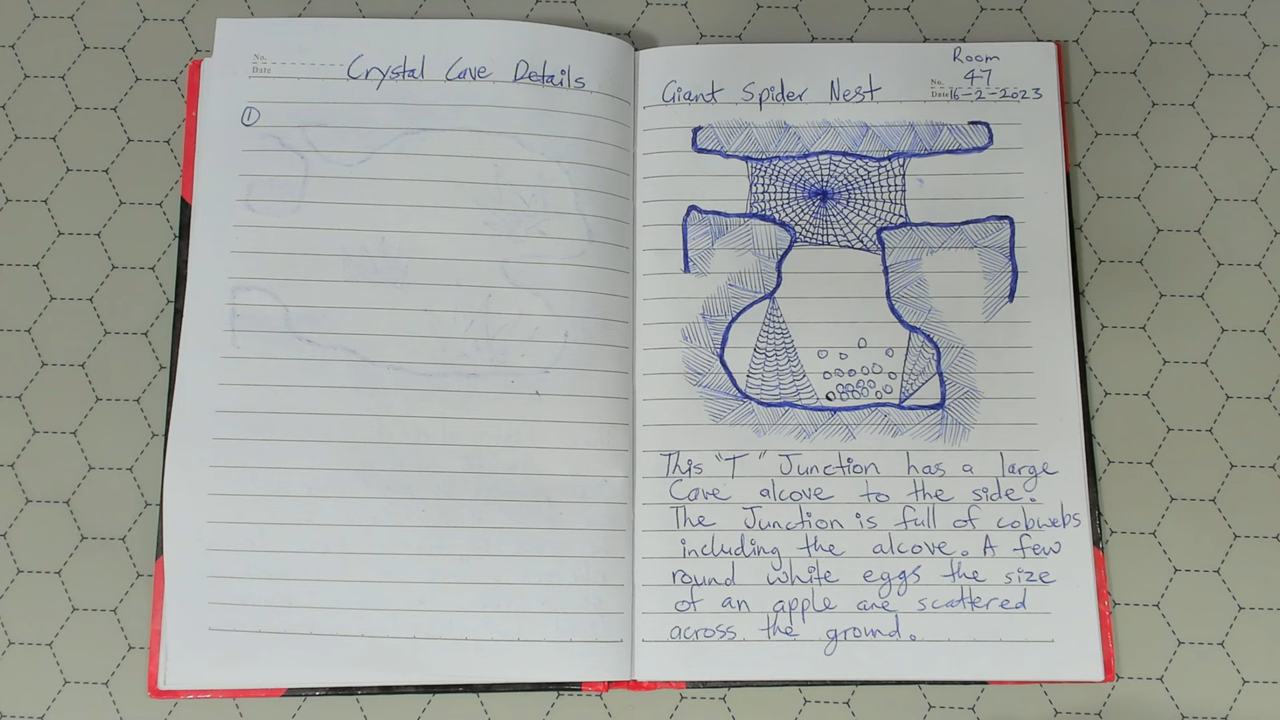 No.
Date
Crystal Cave Details
①
Room
Giant Spider Nest
No. 47
Date 16-2-2023
This "T" Junction has a large
Cave alcove to the side.
The Junction is full of cobwebs
including the alcove. A few
round white eggs the size
of an apple are scattered
across the ground.